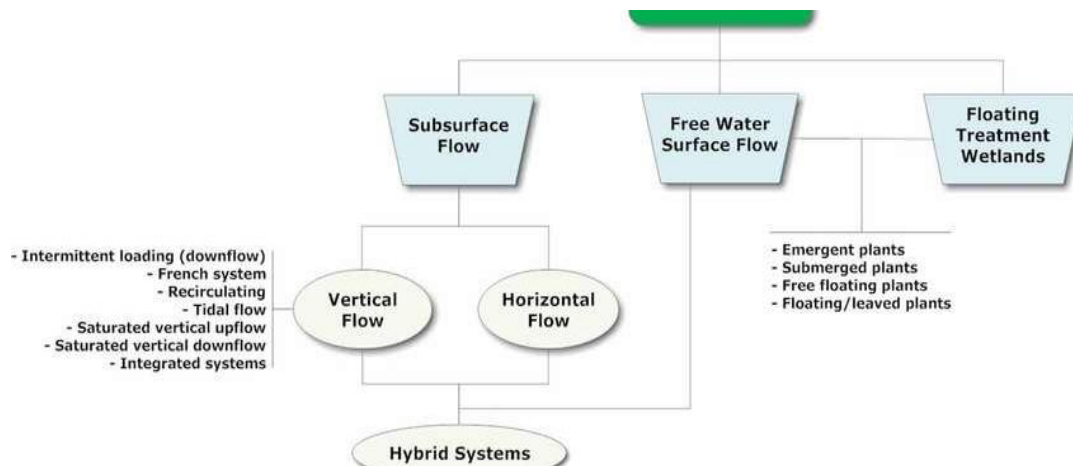 Subsurface
Flow
Free Water
Surface Flow
Floating
Treatment
Wetlands
- Intermittent loading (downflow)
- French system
- Recirculating
- Tidal flow
- Saturated vertical upflow
- Saturated vertical downflow
- Integrated systems
Vertical
Flow
Horizontal
Flow
- Emergent plants
- Submerged plants
- Free floating plants
- Floating/leaved plants
Hybrid Systems